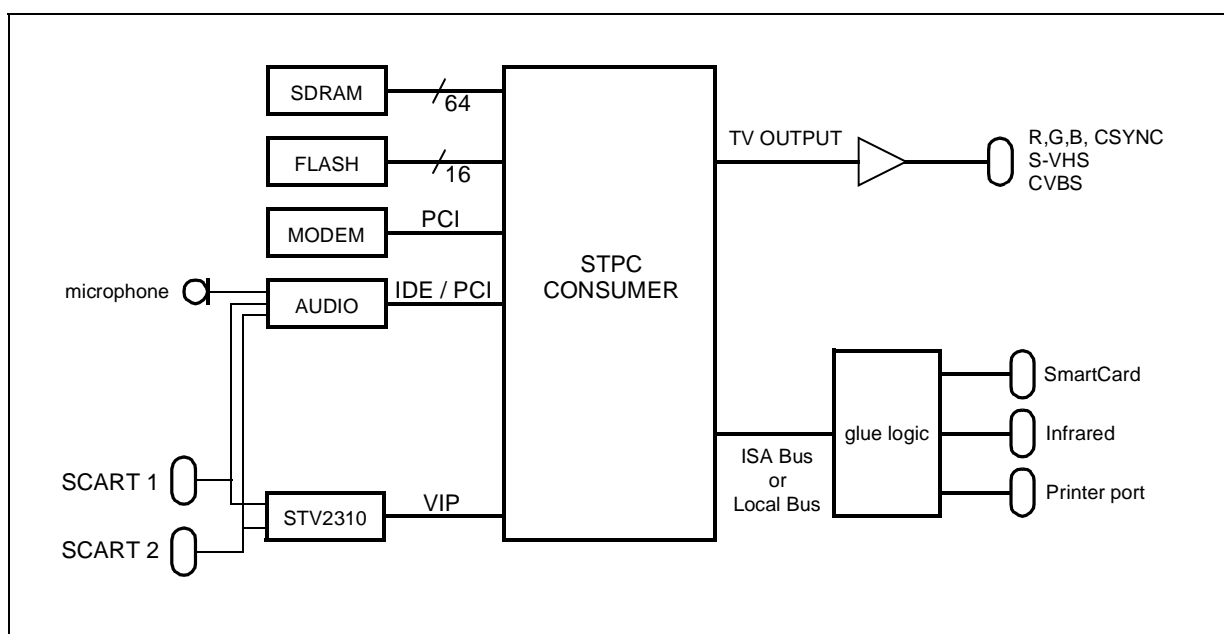 SDRAM
64
FLASH
16
MODEM
PCI
microphone
AUDIO
IDE / PCI
SCART 1
SCART 2
STV2310
VIP
STPC
CONSUMER
TV OUTPUT
R,G,B, CSYNC
S-VHS
CVBS
ISA Bus
or
Local Bus
glue logic
SmartCard
Infrared
Printer port